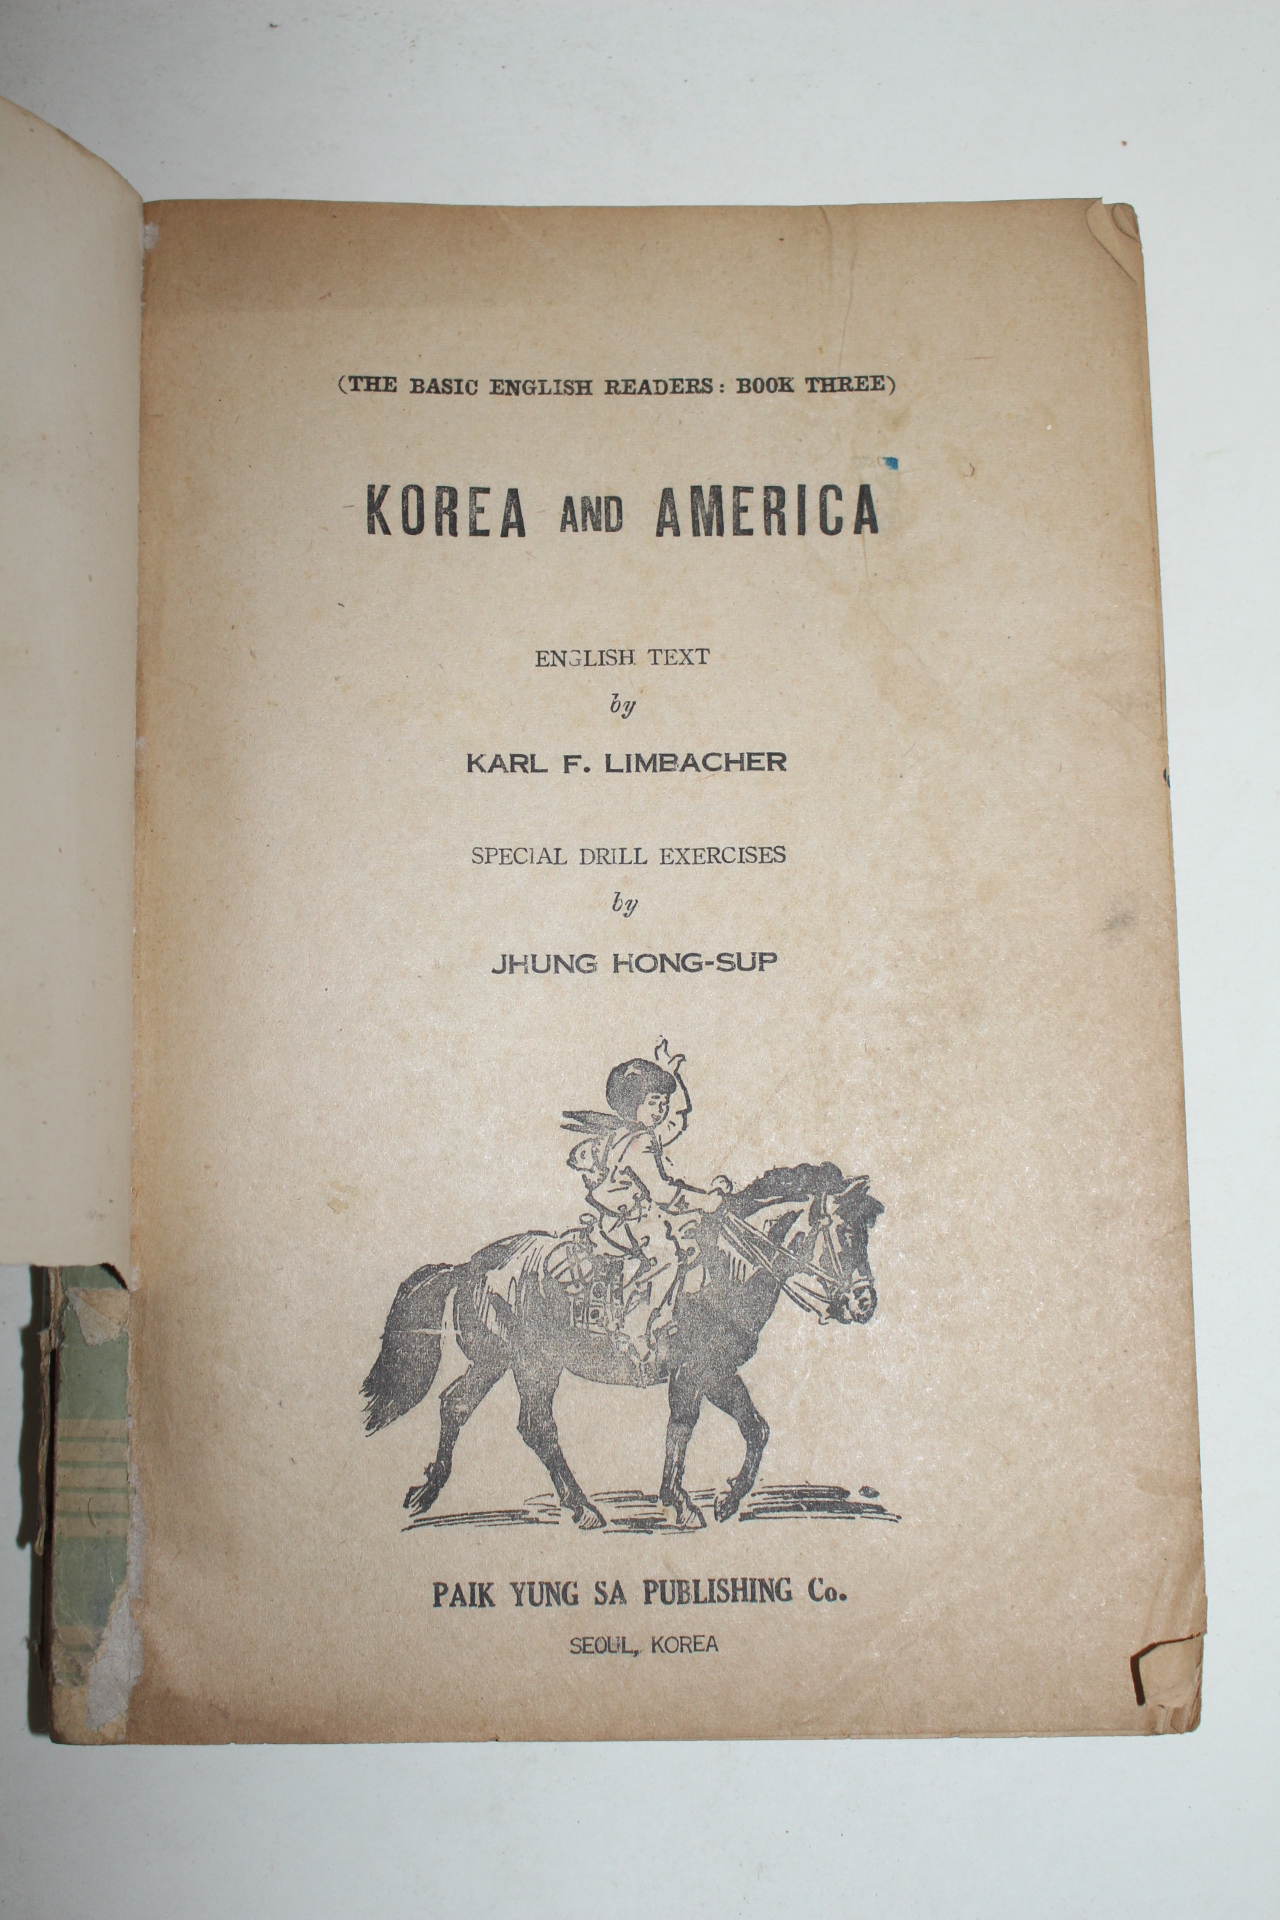 (THE BASIC ENGLISH READERS: BOOK THREE)
KOREA AND AMERICA
ENGLISH TEXT
by
KARL F. LIMBACHER
SPECIAL DRILL EXERCISES
by
JHUNG HONG-SUP
PAIK YUNG SA PUBLISHING Co.
SEOUL, KOREA